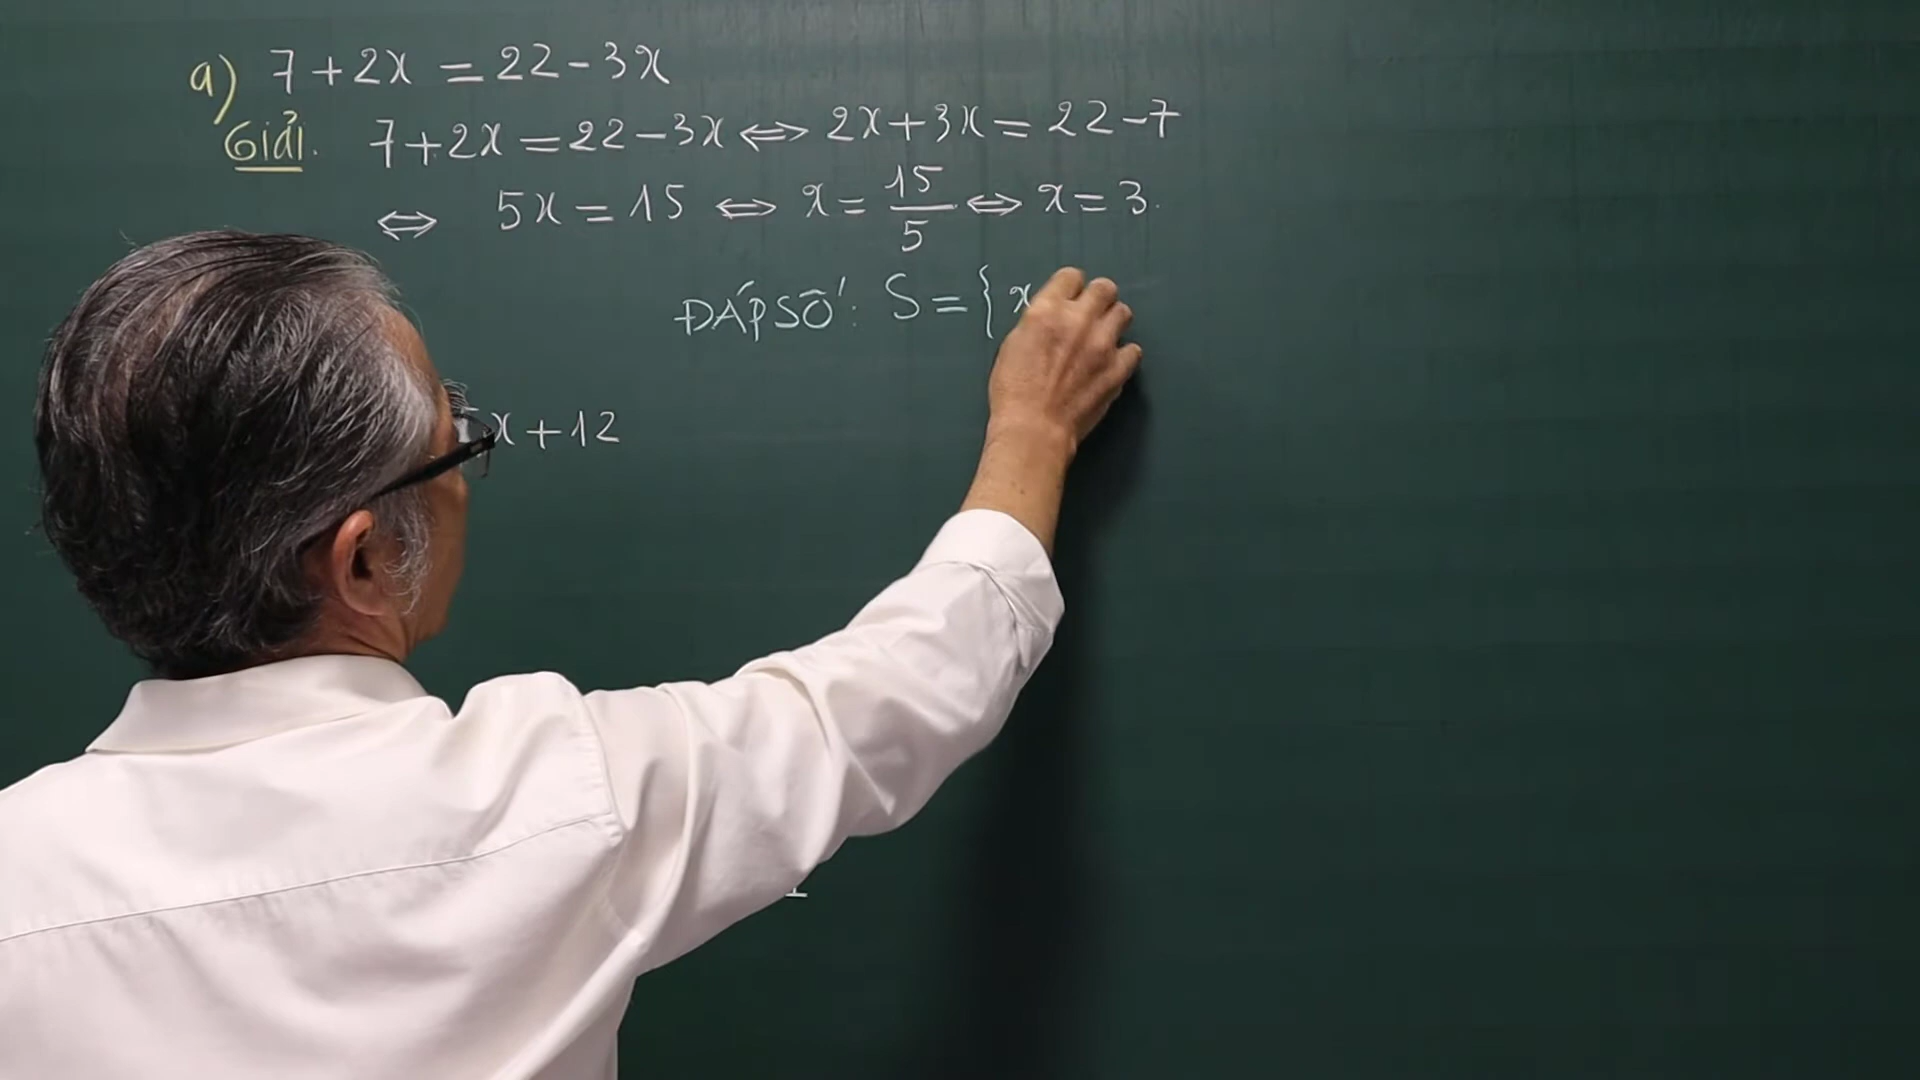 a) 7+2x = 22-3x
Giải. 7+2x = 22-3x ⇔ 2x+3x = 22-7
⇔ 5x = 15 ⇔ x = 15/5 ⇔ x = 3.
ĐÁP SỐ: S = { x
x + 12